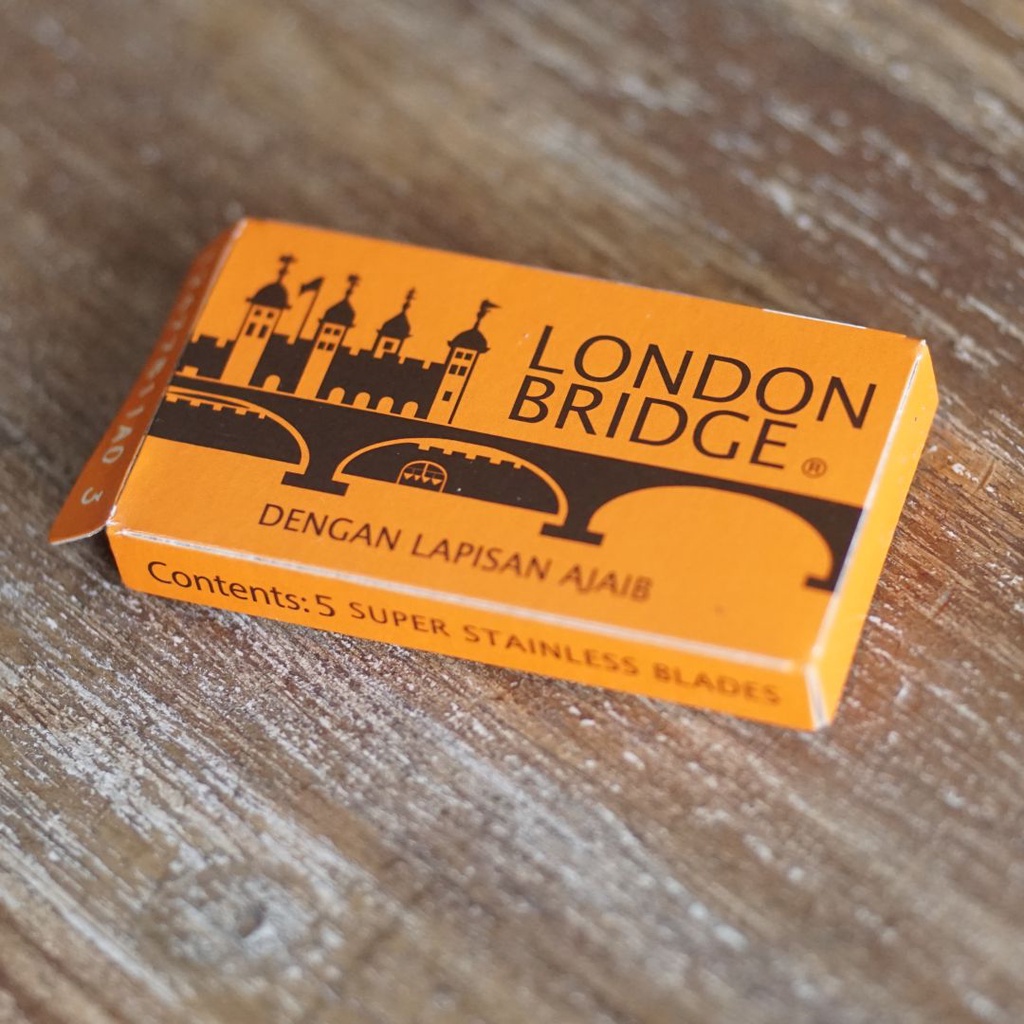 LONDON
BRIDGE ®
DENGAN LAPISAN AJAIB
Contents: 5 SUPER STAINLESS BLADES